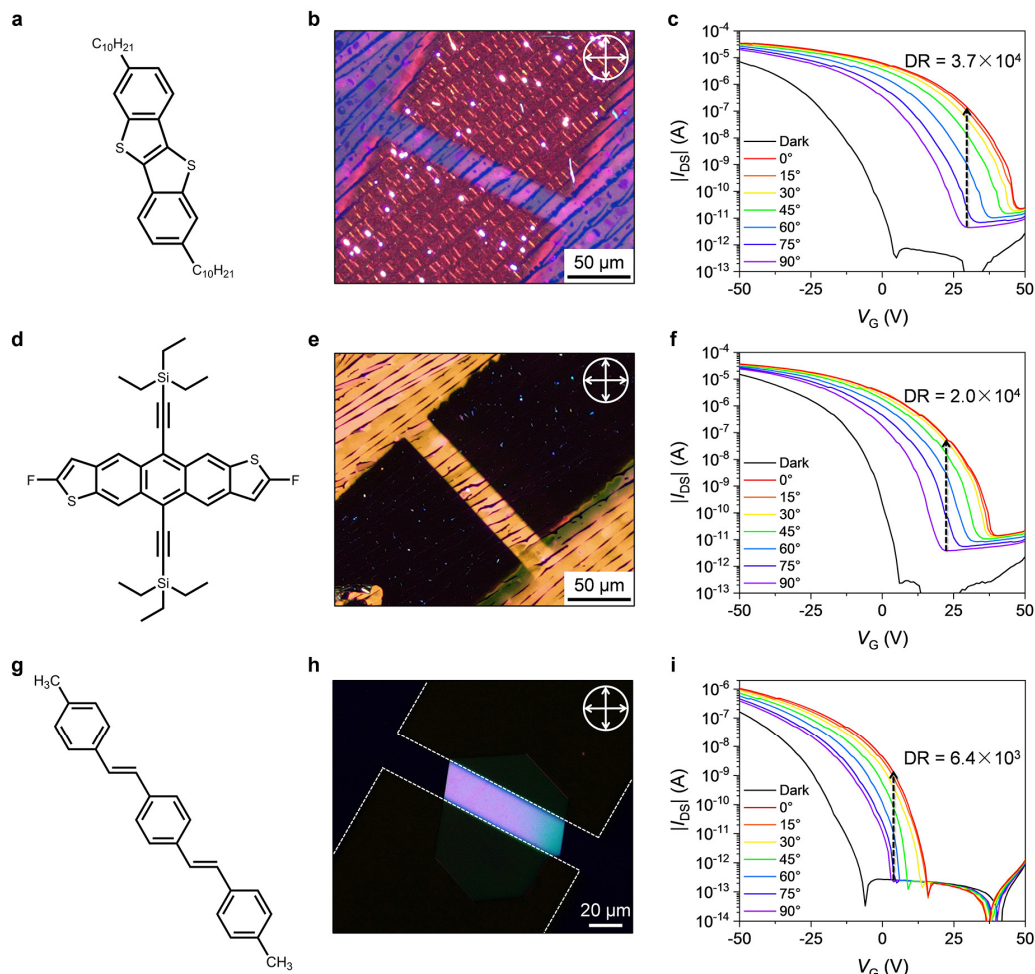 a
C₁₀H₂₁
S
S
C₁₀H₂₁
b
50 μm
c
|I_DS| (A)
10⁻⁴
10⁻⁵
10⁻⁶
10⁻⁷
10⁻⁸
10⁻⁹
10⁻¹⁰
10⁻¹¹
10⁻¹²
10⁻¹³
DR = 3.7×10⁴
Dark
0°
15°
30°
45°
60°
75°
90°
-50 -25 0 25 50
V_G (V)
d
Si
S
F
F
S
Si
e
50 μm
f
|I_DS| (A)
10⁻⁴
10⁻⁵
10⁻⁶
10⁻⁷
10⁻⁸
10⁻⁹
10⁻¹⁰
10⁻¹¹
10⁻¹²
10⁻¹³
DR = 2.0×10⁴
Dark
0°
15°
30°
45°
60°
75°
90°
-50 -25 0 25 50
V_G (V)
g
H₃C
CH₃
h
20 μm
i
|I_DS| (A)
10⁻⁶
10⁻⁷
10⁻⁸
10⁻⁹
10⁻¹⁰
10⁻¹¹
10⁻¹²
10⁻¹³
10⁻¹⁴
DR = 6.4×10³
Dark
0°
15°
30°
45°
60°
75°
90°
-50 -25 0 25 50
V_G (V)